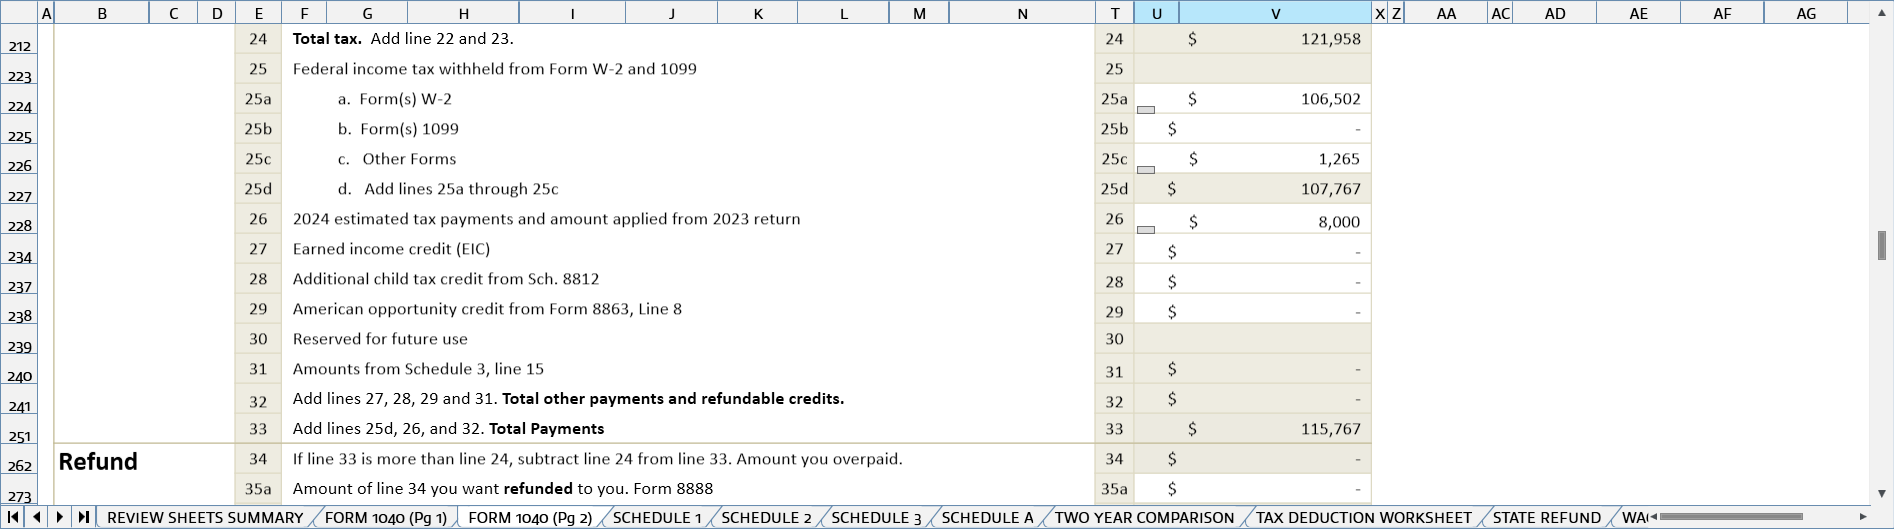 A B C D E F G H I J K L M N T U V X Z AA AC AD AE AF AG
212 24 Total tax. Add line 22 and 23. 24 $ 121,958
223 25 Federal income tax withheld from Form W-2 and 1099 25
224 25a a. Form(s) W-2 25a $ 106,502
225 25b b. Form(s) 1099 25b $ -
226 25c c. Other Forms 25c $ 1,265
227 25d d. Add lines 25a through 25c 25d $ 107,767
228 26 2024 estimated tax payments and amount applied from 2023 return 26 $ 8,000
234 27 Earned income credit (EIC) 27 $ -
237 28 Additional child tax credit from Sch. 8812 28 $ -
238 29 American opportunity credit from Form 8863, Line 8 29 $ -
239 30 Reserved for future use 30
240 31 Amounts from Schedule 3, line 15 31 $ -
241 32 Add lines 27, 28, 29 and 31. Total other payments and refundable credits. 32 $ -
251 33 Add lines 25d, 26, and 32. Total Payments 33 $ 115,767
262 Refund 34 If line 33 is more than line 24, subtract line 24 from line 33. Amount you overpaid. 34 $ -
273 35a Amount of line 34 you want refunded to you. Form 8888 35a $ -
REVIEW SHEETS SUMMARY FORM 1040 (Pg 1) FORM 1040 (Pg 2) SCHEDULE 1 SCHEDULE 2 SCHEDULE 3 SCHEDULE A TWO YEAR COMPARISON TAX DEDUCTION WORKSHEET STATE REFUND WA